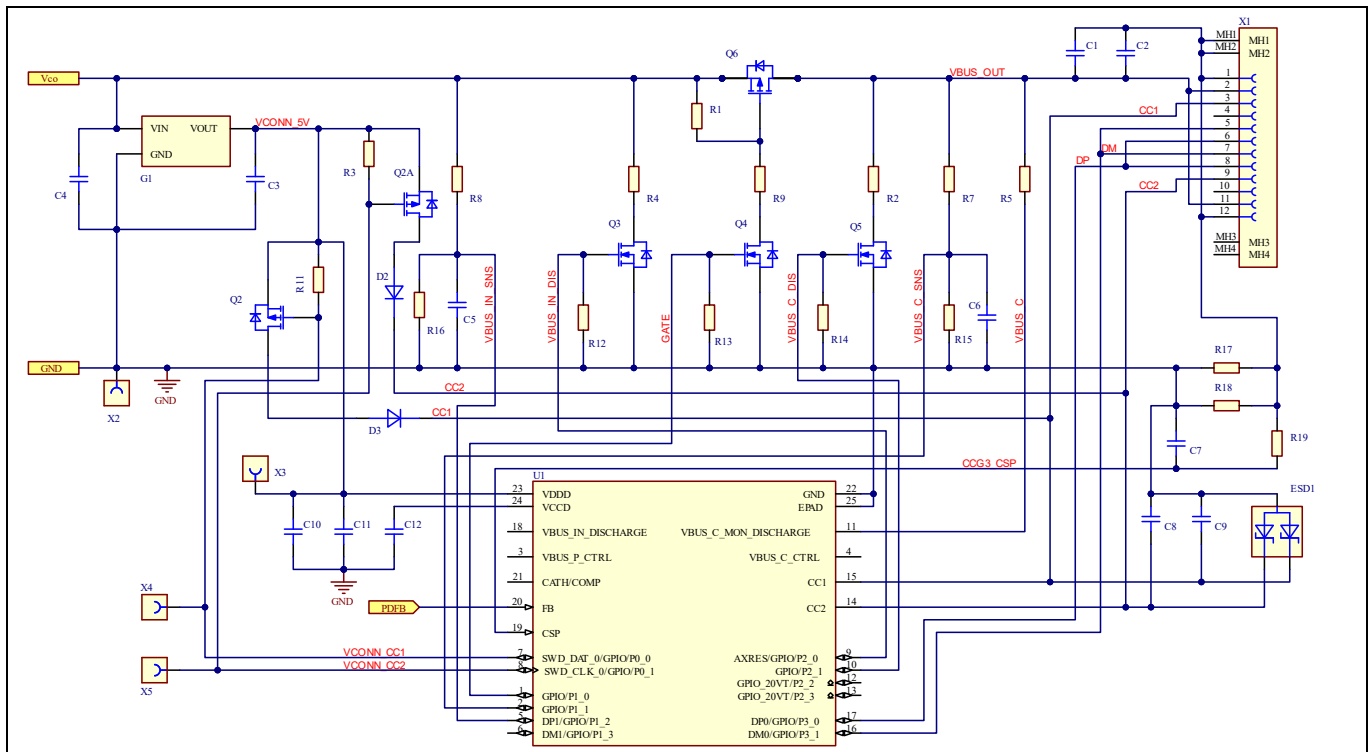 X1
Q6
C1 C2
MH1 MH1
MH2 MH2
Vco
VBUS_OUT
1
2
3
4
5
6
7
8
9
10
11
12
R1
CC1
DM
DP
CC2
VIN VOUT
GND
G1
VCONN_5V
C4
C3
R3
Q2A
R8
R4
R9
R2
R7
R5
Q3
Q4
Q5
MH3 MH3
MH4 MH4
Q2
R11
D2
R16
C5
VBUS_IN_SNS
VBUS_IN_DIS
R12
GATE
R13
VBUS_C_DIS
R14
VBUS_C_SNS
R15
C6
VBUS_C
GND
GND
X2
CC2
D3
CC1
R17
R18
R19
C7
CCG3_CSP
X3
U1
ESD1
C10 C11 C12
C8 C9
GND
X4
X5
PDFB
VCONN_CC1
VCONN_CC2
23 VDDD
24 VCCD
18 VBUS_IN_DISCHARGE
3 VBUS_P_CTRL
21 CATH/COMP
20 FB
19 CSP
7 SWD_DAT_0/GPIO/P0_0
8 SWD_CLK_0/GPIO/P0_1
1 GPIO/P1_0
2 GPIO/P1_1
5 DP1/GPIO/P1_2
6 DM1/GPIO/P1_3
GND 22
EPAD 25
VBUS_C_MON_DISCHARGE 11
VBUS_C_CTRL 4
CC1 15
CC2 14
AXRES/GPIO/P2_0 9
GPIO/P2_1 10
GPIO_20VT/P2_2 12
GPIO_20VT/P2_3 13
DP0/GPIO/P3_0 17
DM0/GPIO/P3_1 16